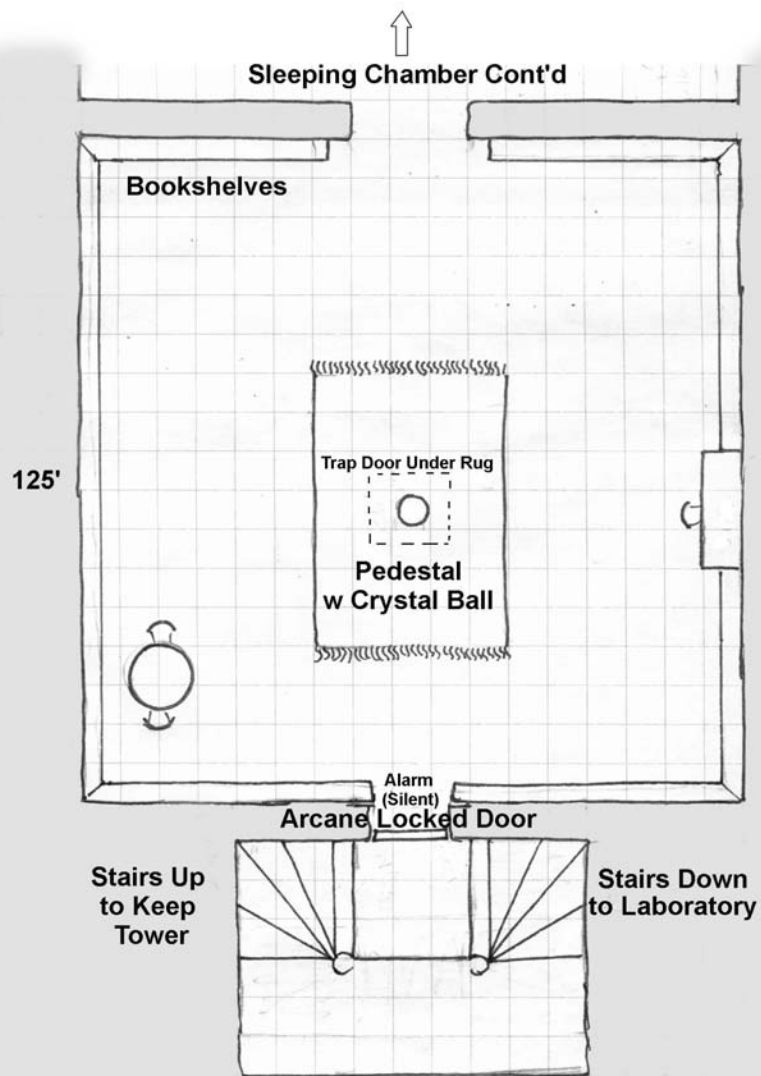 Sleeping Chamber Cont'd
Bookshelves
125'
Trap Door Under Rug
Pedestal
w Crystal Ball
Alarm
(Silent)
Arcane Locked Door
Stairs Up
to Keep
Tower
Stairs Down
to Laboratory